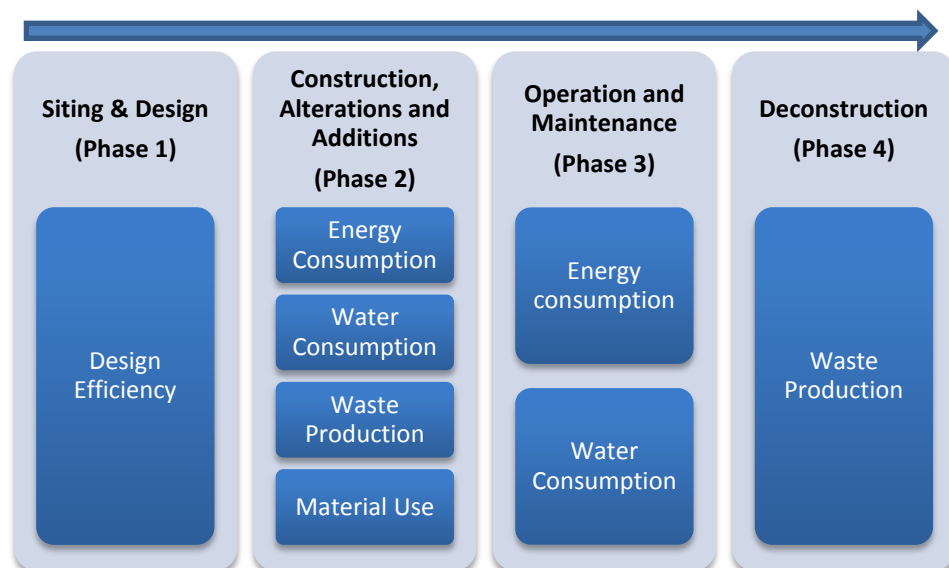 Siting & Design
(Phase 1)
Design
Efficiency
Construction,
Alterations and
Additions
(Phase 2)
Energy
Consumption
Water
Consumption
Waste
Production
Material Use
Operation and
Maintenance
(Phase 3)
Energy
consumption
Water
Consumption
Deconstruction
(Phase 4)
Waste
Production